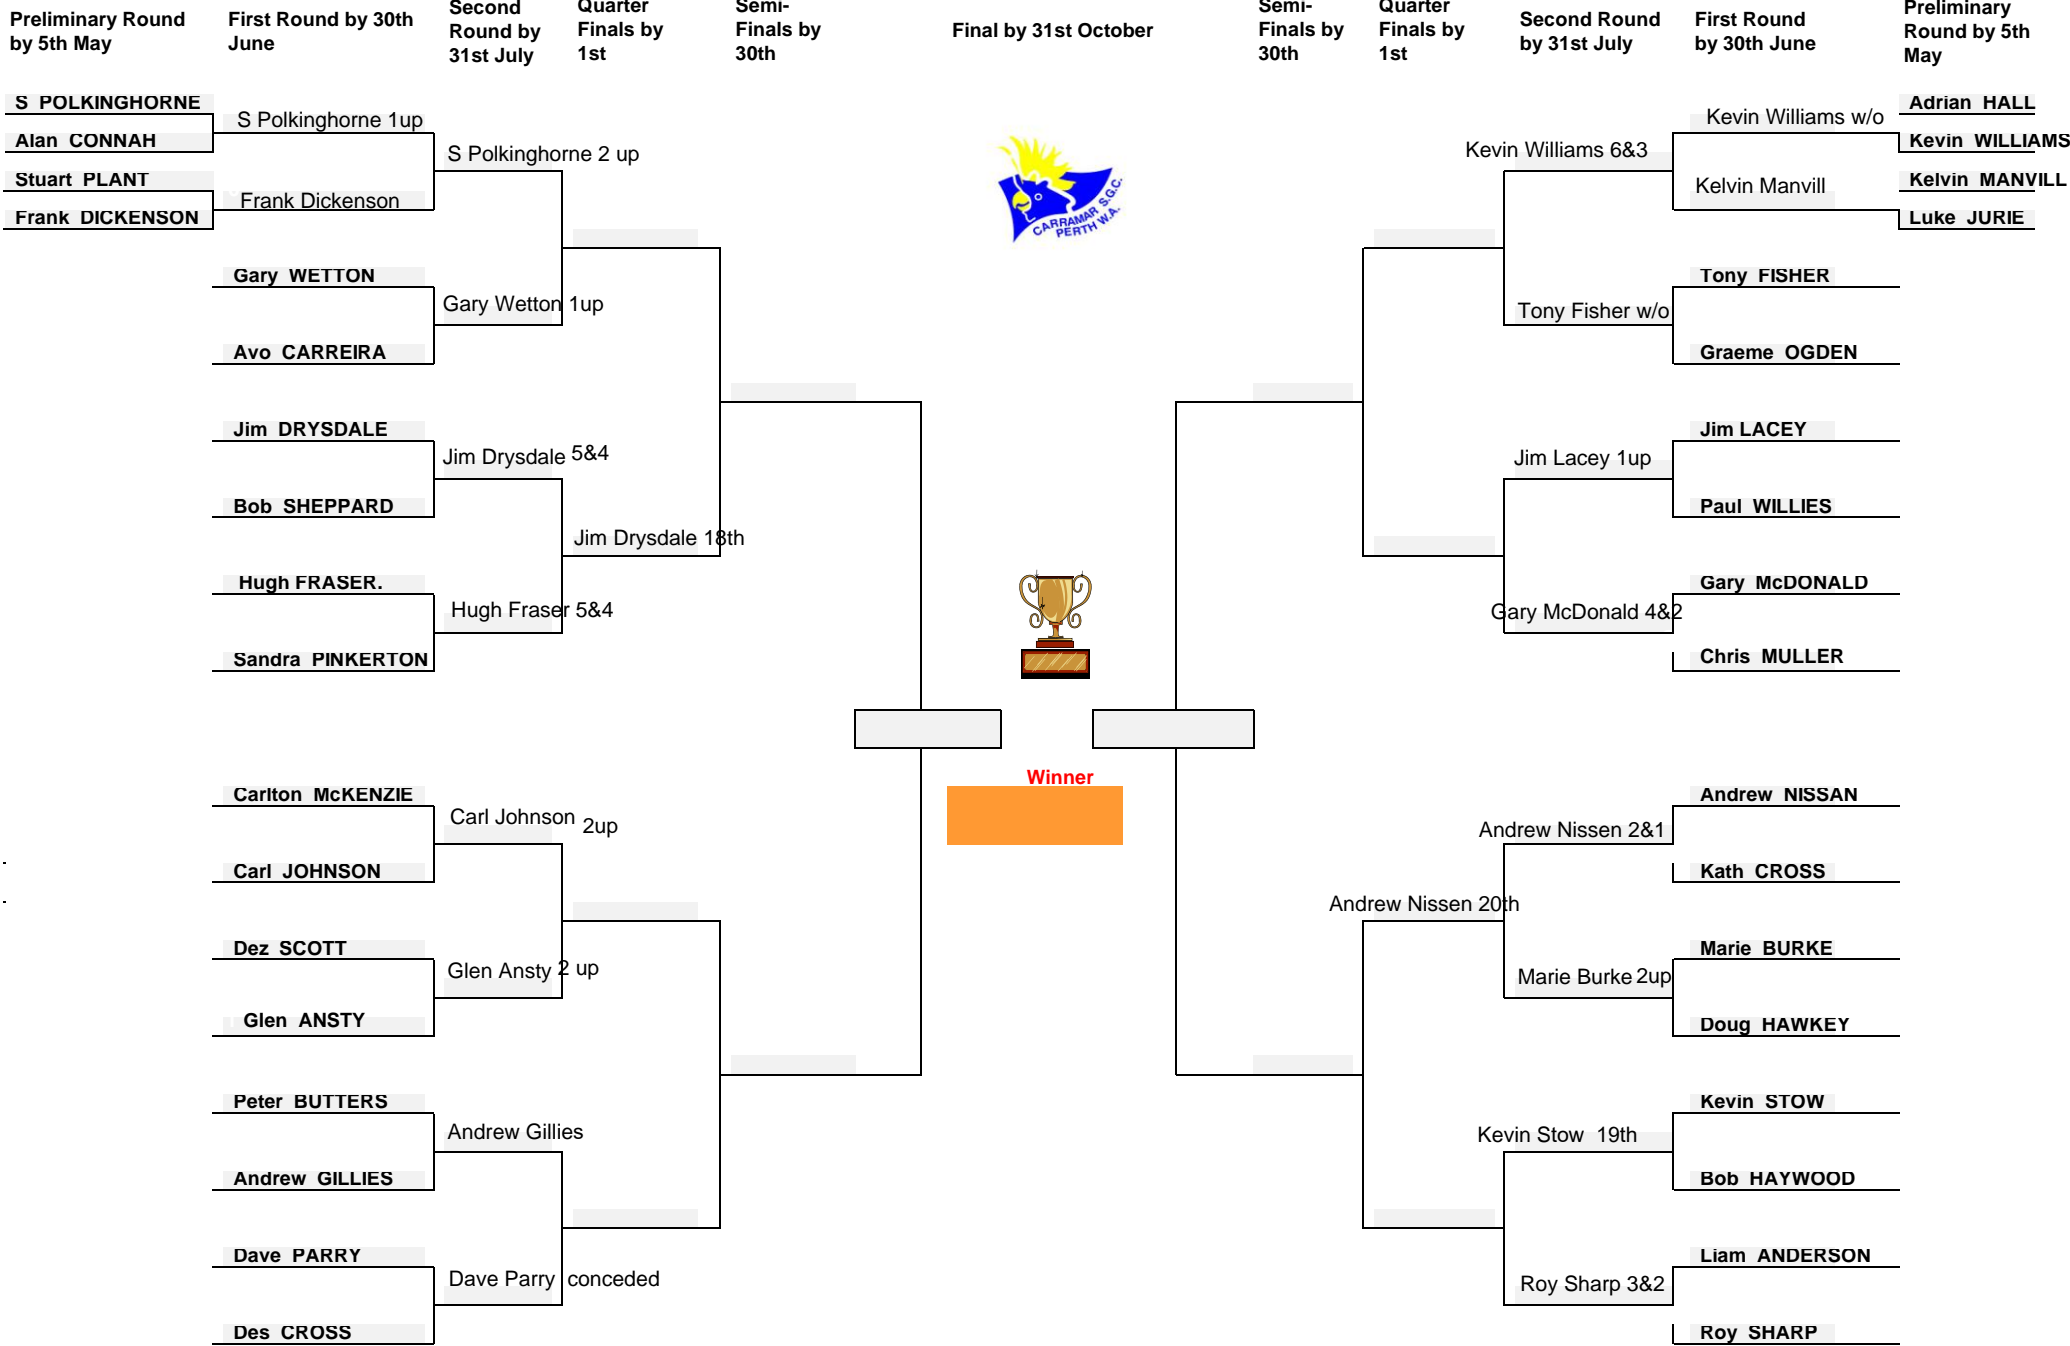 Preliminary Round
by 5th May
First Round by 30th
June
Second
Round by
31st July
Quarter
Finals by
1st
Semi-
Finals by
30th
Final by 31st October
Semi-
Finals by
30th
Quarter
Finals by
1st
Second Round
by 31st July
First Round
by 30th June
Preliminary
Round by 5th
May
S POLKINGHORNE
Alan CONNAH
Stuart PLANT
Frank DICKENSON
S Polkinghorne 1up
Frank Dickenson
Gary WETTON
Avo CARREIRA
Jim DRYSDALE
Bob SHEPPARD
Hugh FRASER.
Sandra PINKERTON
Carlton McKENZIE
Carl JOHNSON
Dez SCOTT
Glen ANSTY
Peter BUTTERS
Andrew GILLIES
Dave PARRY
Des CROSS
S Polkinghorne 2 up
Gary Wetton 1up
Jim Drysdale 5&4
Hugh Fraser 5&4
Carl Johnson 2up
Glen Ansty 2 up
Andrew Gillies
Dave Parry conceded
Jim Drysdale 18th
CARRAMAR S.G.C.
PERTH W.A.
Winner
Andrew Nissen 20th
Kevin Williams 6&3
Tony Fisher w/o
Jim Lacey 1up
Gary McDonald 4&2
Andrew Nissen 2&1
Marie Burke 2up
Kevin Stow 19th
Roy Sharp 3&2
Kevin Williams w/o
Kelvin Manvill
Tony FISHER
Graeme OGDEN
Jim LACEY
Paul WILLIES
Gary McDONALD
Chris MULLER
Andrew NISSAN
Kath CROSS
Marie BURKE
Doug HAWKEY
Kevin STOW
Bob HAYWOOD
Liam ANDERSON
Roy SHARP
Adrian HALL
Kevin WILLIAMS
Kelvin MANVILL
Luke JURIE